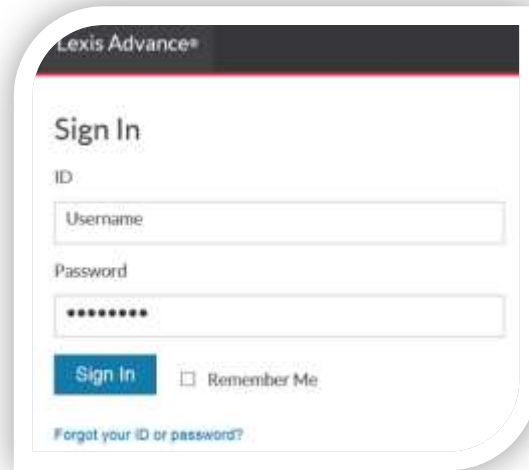 Lexis Advance®
Sign In
ID
Username
Password
••••••••
Sign In ☐ Remember Me
Forgot your ID or password?